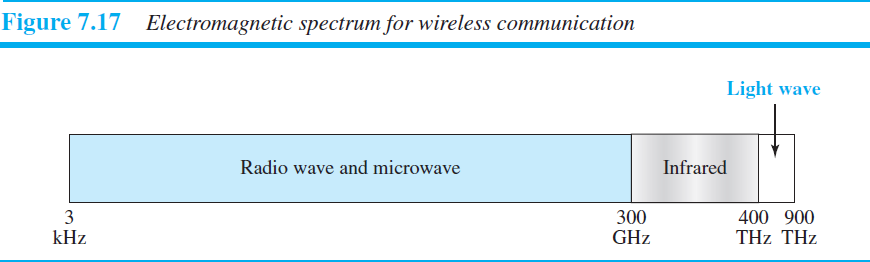 Figure 7.17 Electromagnetic spectrum for wireless communication
Light wave
Radio wave and microwave
Infrared
3 300 400 900
kHz GHz THz THz